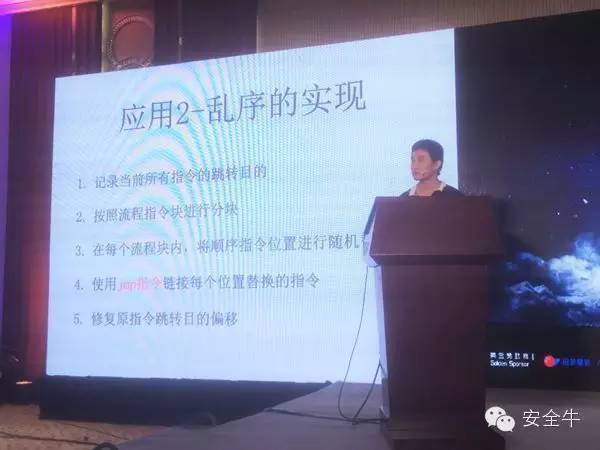 应用2-乱序的实现
1. 记录当前所有指令的跳转目的
2. 按照流程指令块进行分块
3. 在每个流程块内，将顺序指令位置进行随机
4. 使用jmp指令链接每个位置替换的指令
5. 修复原指令跳转目的偏移
Golden Sponsor
安全牛